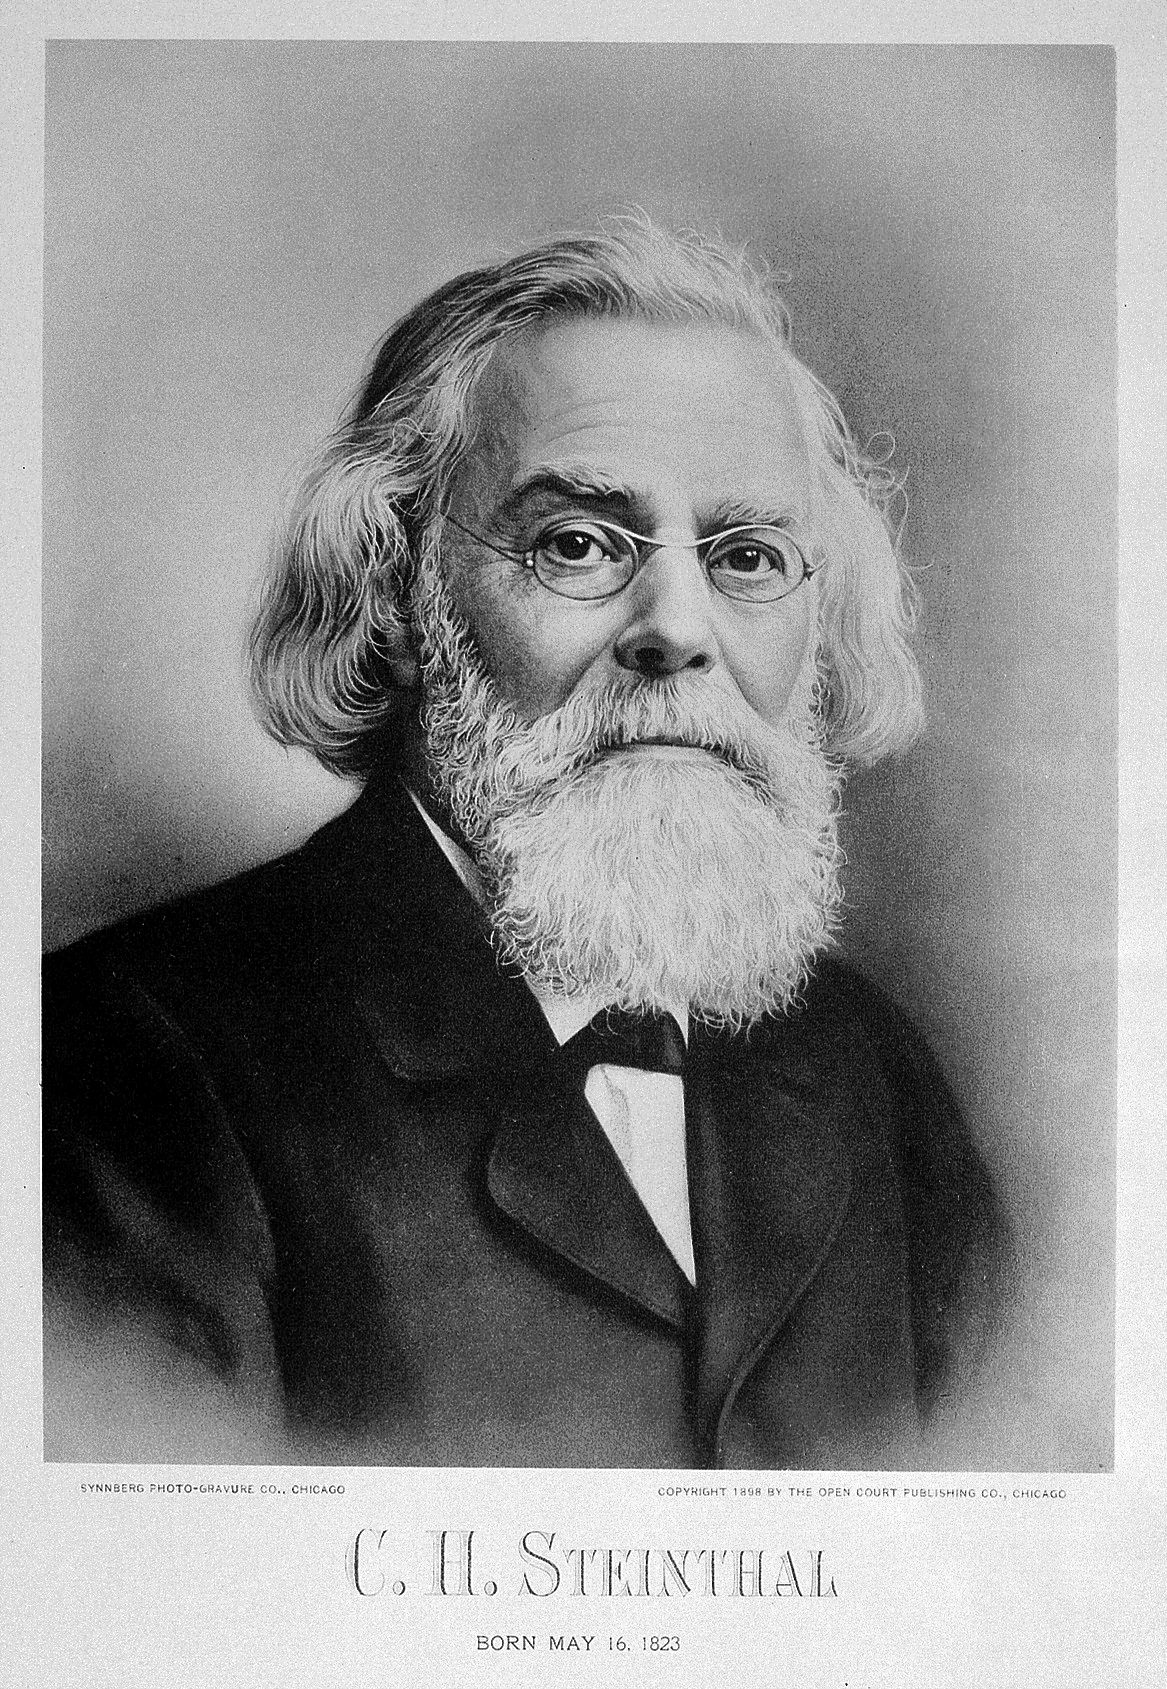 SYNNBERG PHOTO-GRAVURE CO., CHICAGO
COPYRIGHT 1898 BY THE OPEN COURT PUBLISHING CO., CHICAGO
C. H. STEINTHAL
BORN MAY 16, 1823